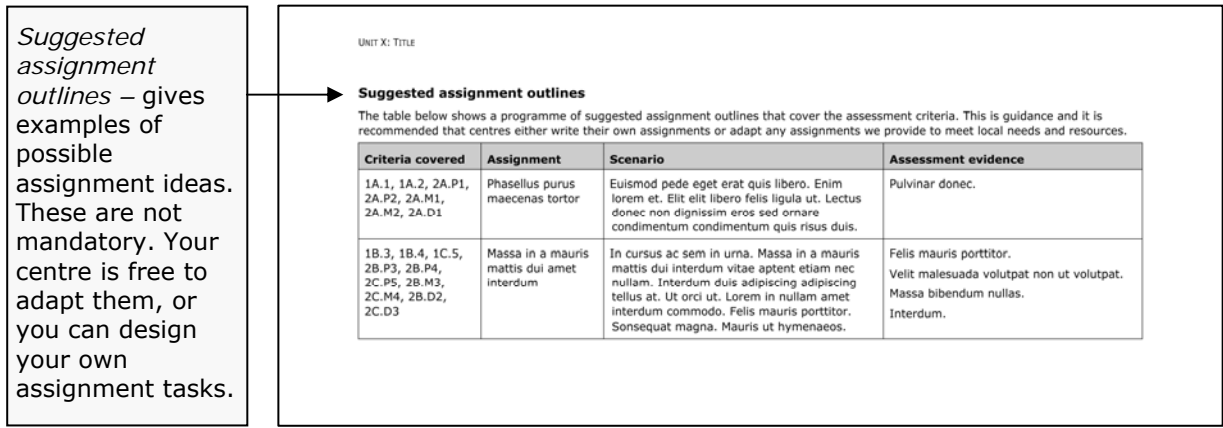 Suggested
assignment
outlines – gives
examples of
possible
assignment ideas.
These are not
mandatory. Your
centre is free to
adapt them, or
you can design
your own
assignment tasks.
UNIT X: TITLE
Suggested assignment outlines
The table below shows a programme of suggested assignment outlines that cover the assessment criteria. This is guidance and it is
recommended that centres either write their own assignments or adapt any assignments we provide to meet local needs and resources.
Criteria covered Assignment Scenario Assessment evidence
1A.1, 1A.2, 2A.P1,
2A.P2, 2A.M1,
2A.M2, 2A.D1
Phasellus purus
maecenas tortor
Euismod pede eget erat quis libero. Enim
lorem et. Elit elit libero felis ligula ut. Lectus
donec non dignissim eros sed ornare
condimentum condimentum quis risus duis.
Pulvinar donec.
1B.3, 1B.4, 1C.5,
2B.P3, 2B.P4,
2C.P5, 2B.M3,
2C.M4, 2B.D2,
2C.D3
Massa in a mauris
mattis dui amet
interdum
In cursus ac sem in urna. Massa in a mauris
mattis dui interdum vitae aptent etiam nec
nullam. Interdum duis adipiscing adipiscing
tellus at. Ut orci ut. Lorem in nullam amet
interdum commodo. Felis mauris porttitor.
Sonsequat magna. Mauris ut hymenaeos.
Felis mauris porttitor.
Velit malesuada volutpat non ut volutpat.
Massa bibendum nullas.
Interdum.